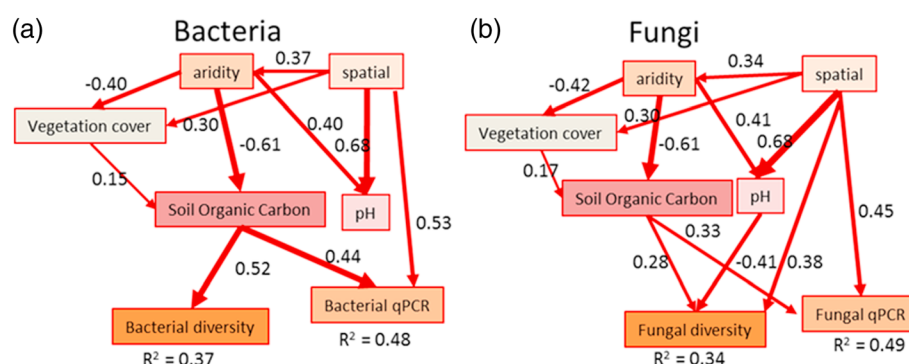 (a)
Bacteria
aridity
0.37
spatial
-0.40
Vegetation cover
0.30
0.40
0.68
-0.61
0.15
Soil Organic Carbon
pH
0.53
0.52
0.44
Bacterial diversity
R² = 0.37
Bacterial qPCR
R² = 0.48
(b)
Fungi
aridity
0.34
spatial
-0.42
Vegetation cover
0.30
0.41
0.68
-0.61
0.17
Soil Organic Carbon
pH
0.33
0.45
0.28
-0.41
0.38
Fungal diversity
R² = 0.34
Fungal qPCR
R² = 0.49